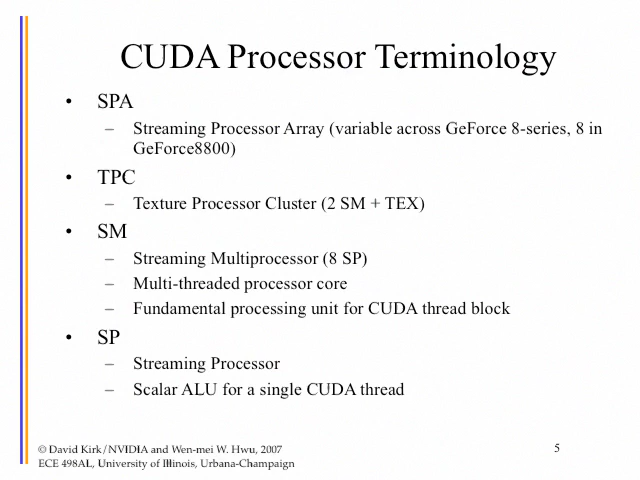 CUDA Processor Terminology
• SPA
– Streaming Processor Array (variable across GeForce 8-series, 8 in
GeForce8800)
• TPC
– Texture Processor Cluster (2 SM + TEX)
• SM
– Streaming Multiprocessor (8 SP)
– Multi-threaded processor core
– Fundamental processing unit for CUDA thread block
• SP
– Streaming Processor
– Scalar ALU for a single CUDA thread
© David Kirk/NVIDIA and Wen-mei W. Hwu, 2007
ECE 498AL, University of Illinois, Urbana-Champaign
5